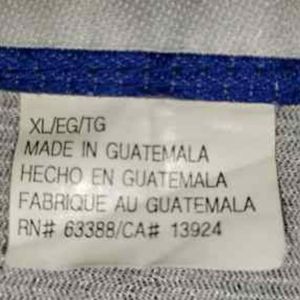 XL/EG/TG
MADE IN GUATEMALA
HECHO EN GUATEMALA
FABRIQUE AU GUATEMALA
RN# 63388/CA# 13924